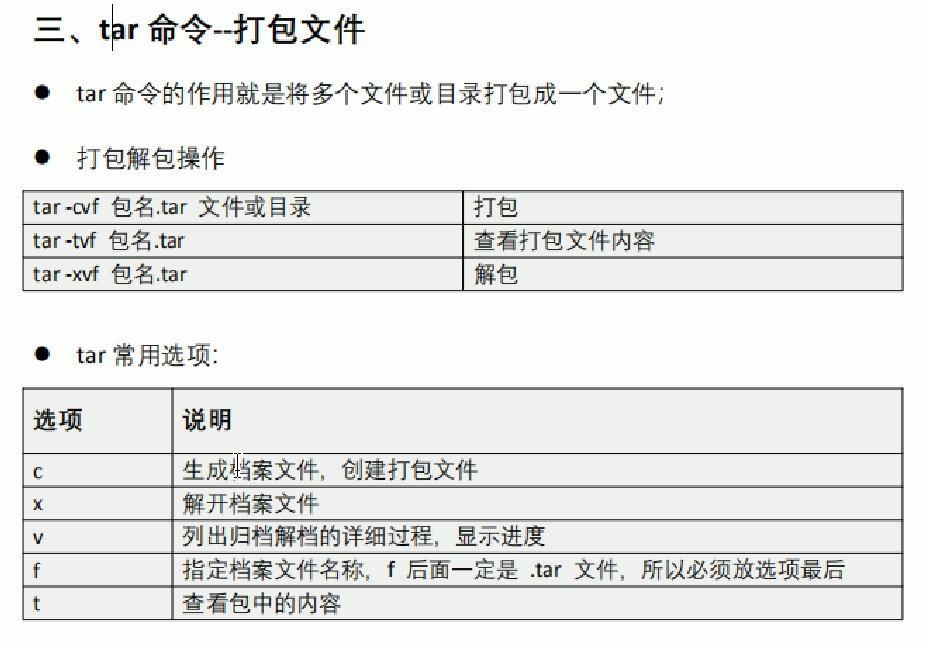 三、tar 命令--打包文件
● tar 命令的作用就是将多个文件或目录打包成一个文件;
● 打包解包操作
tar -cvf 包名.tar 文件或目录 打包
tar -tvf 包名.tar 查看打包文件内容
tar -xvf 包名.tar 解包
● tar 常用选项:
选项 说明
c 生成档案文件, 创建打包文件
x 解开档案文件
v 列出归档解档的详细过程, 显示进度
f 指定档案文件名称, f 后面一定是 .tar 文件, 所以必须放选项最后
t 查看包中的内容